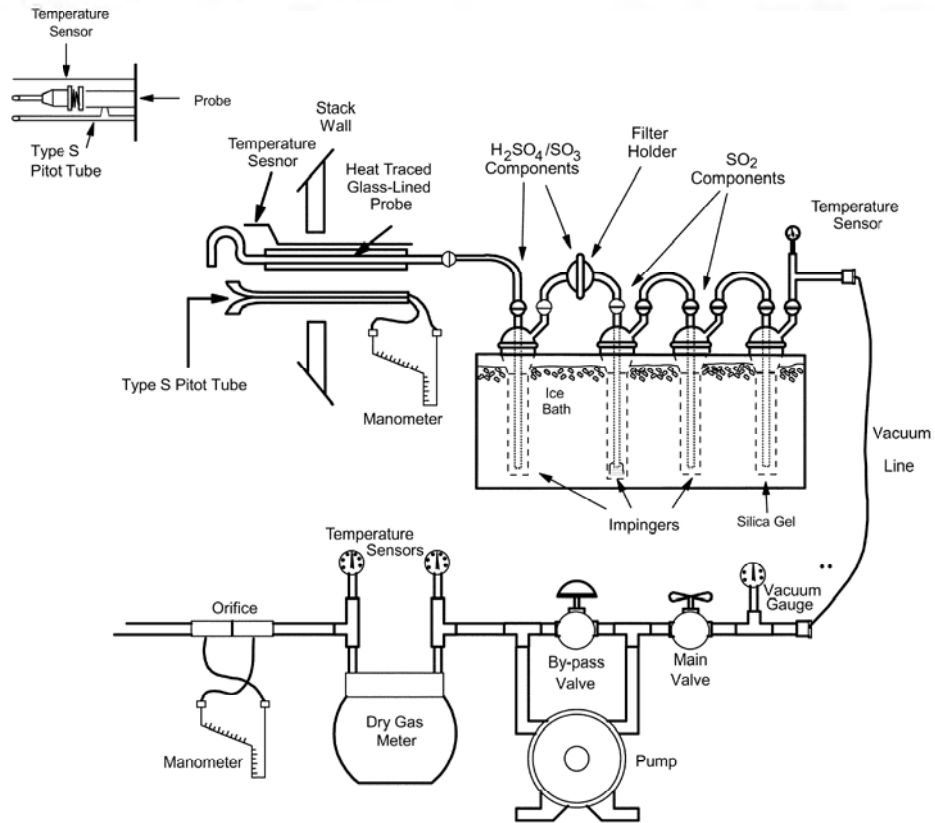 Temperature
Sensor
Probe
Type S
Pitot Tube
Stack
Wall
Temperature
Sesnor
Heat Traced
Glass-Lined
Probe
H2SO4/SO3
Components
Filter
Holder
SO2
Components
Temperature
Sensor
Type S Pitot Tube
Manometer
Ice
Bath
Vacuum
Line
Impingers
Silica Gel
Temperature
Sensors
Orifice
Vacuum
Gauge
By-pass
Valve
Main
Valve
Dry Gas
Meter
Manometer
Pump